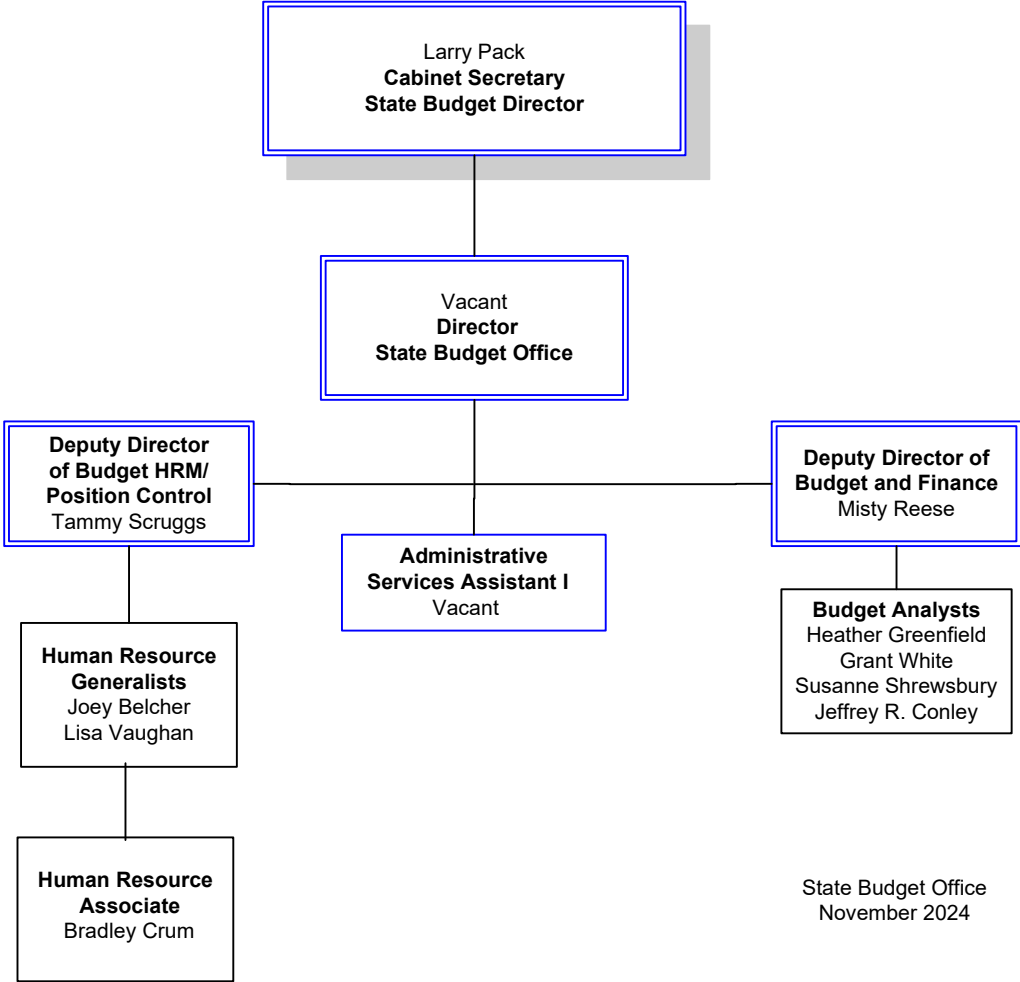 Larry Pack
Cabinet Secretary
State Budget Director
Vacant
Director
State Budget Office
Deputy Director
of Budget HRM/
Position Control
Tammy Scruggs
Administrative
Services Assistant I
Vacant
Deputy Director of
Budget and Finance
Misty Reese
Human Resource
Generalists
Joey Belcher
Lisa Vaughan
Budget Analysts
Heather Greenfield
Grant White
Susanne Shrewsbury
Jeffrey R. Conley
Human Resource
Associate
Bradley Crum
State Budget Office
November 2024